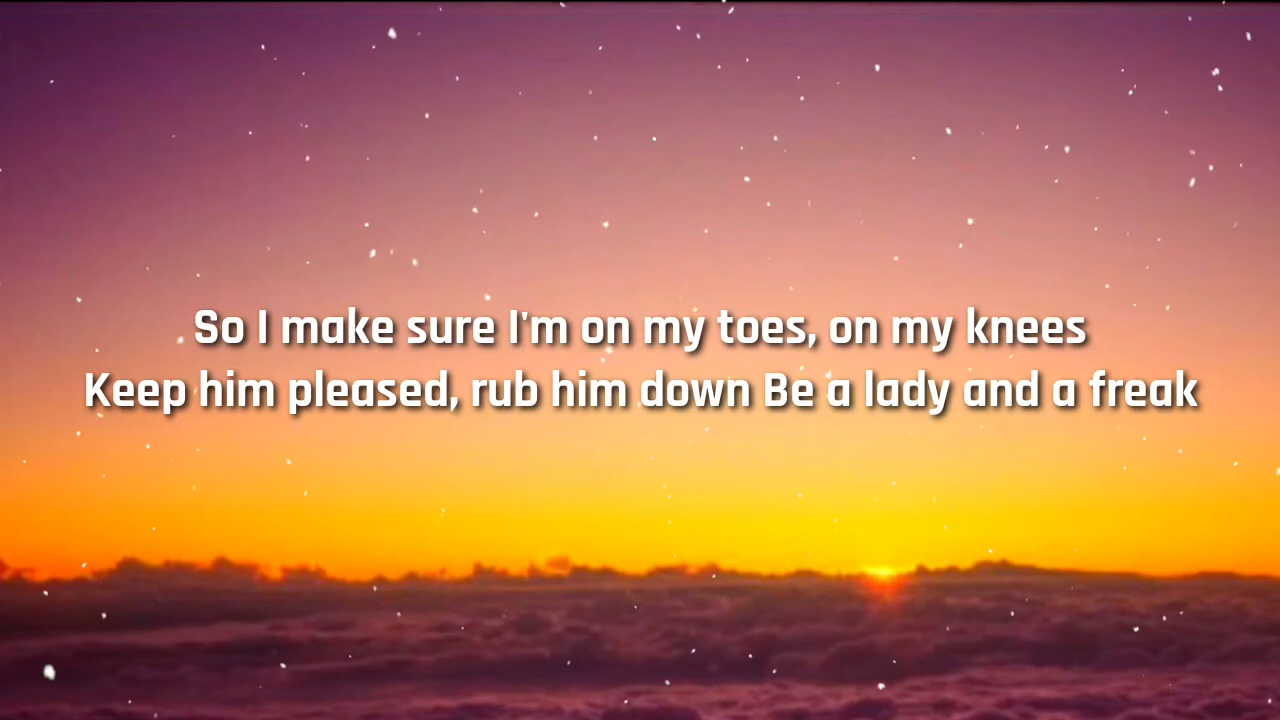 So I make sure I'm on my toes, on my knees
Keep him pleased, rub him down Be a lady and a freak